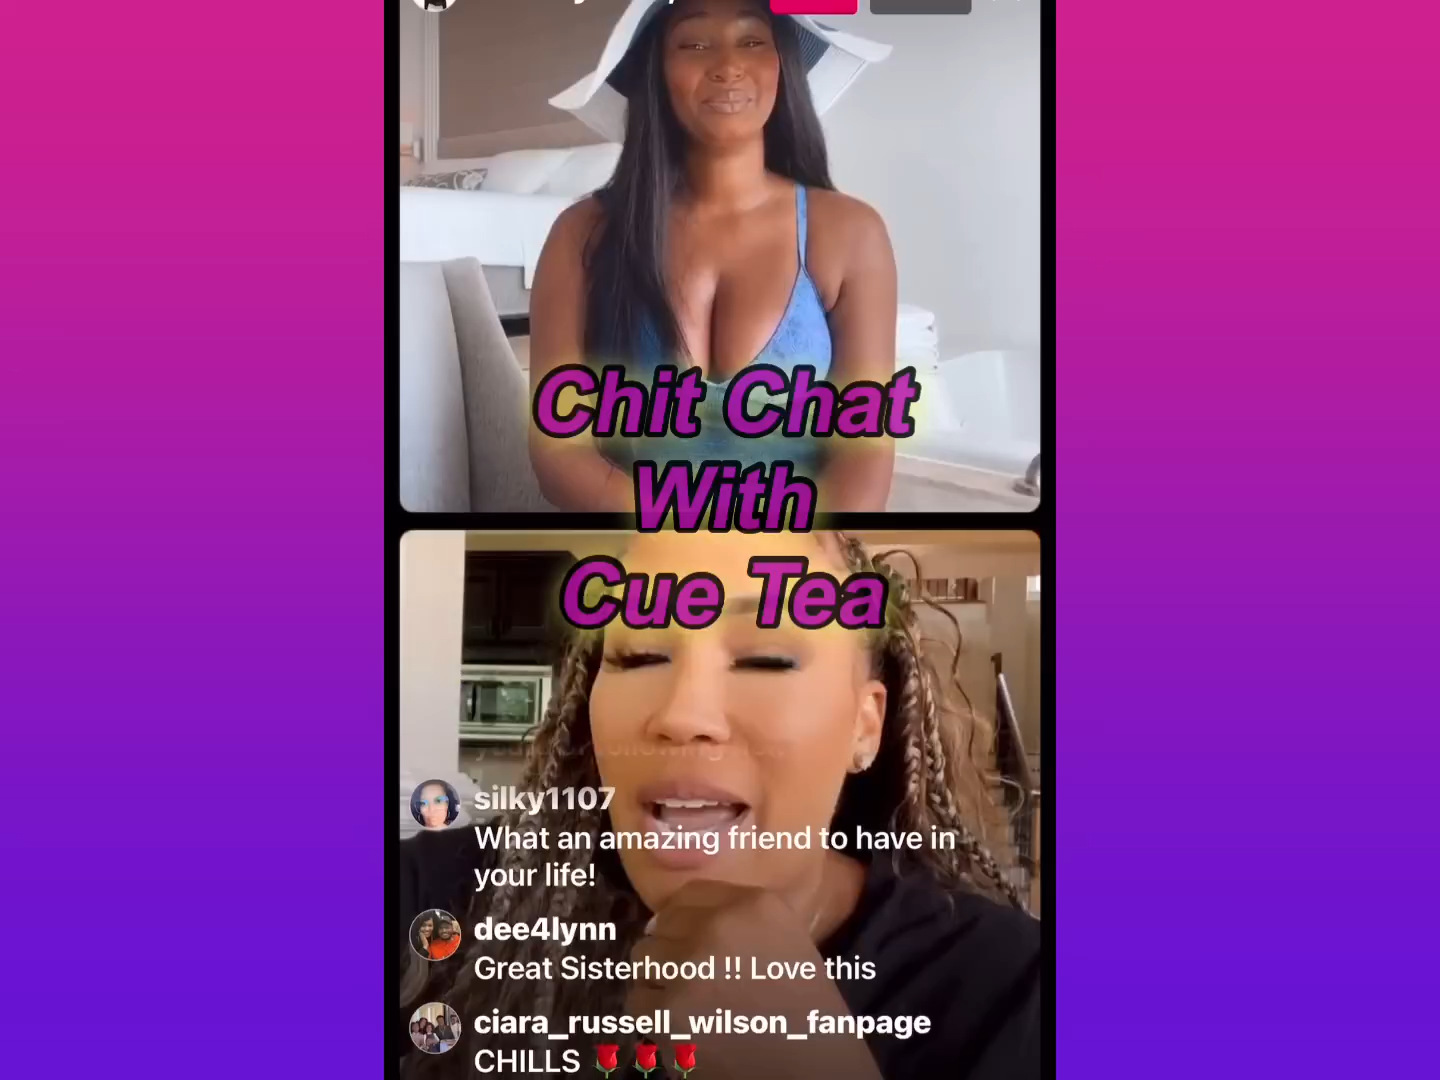 Chit Chat
With
Cue Tea
silky1107
What an amazing friend to have in
your life!
dee4lynn
Great Sisterhood !! Love this
ciara_russell_wilson_fanpage
CHILLS 🌹🌹🌹